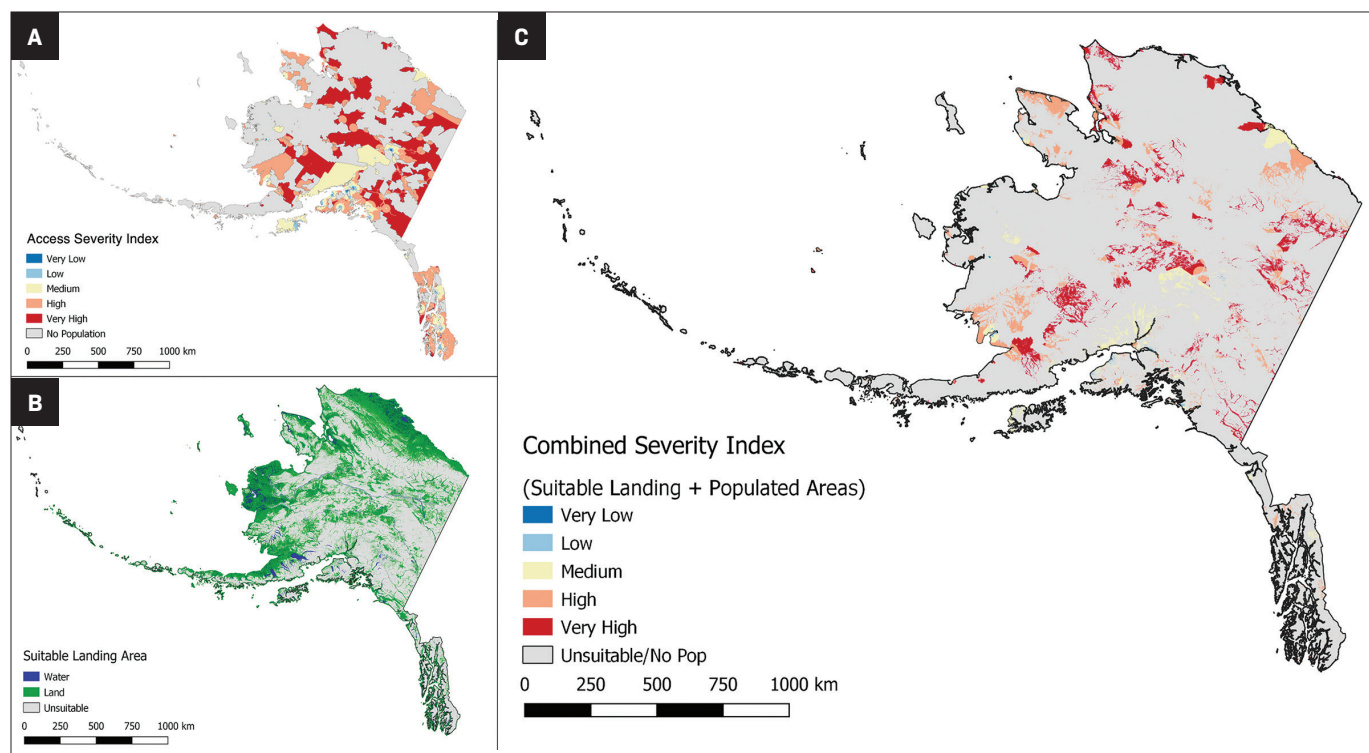 A
Access Severity Index
Very Low
Low
Medium
High
Very High
No Population
0 250 500 750 1000 km
B
Suitable Landing Area
Water
Land
Unsuitable
0 250 500 750 1000 km
C
Combined Severity Index
(Suitable Landing + Populated Areas)
Very Low
Low
Medium
High
Very High
Unsuitable/No Pop
0 250 500 750 1000 km